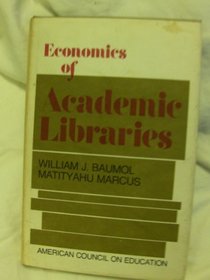 Economics
of
Academic
Libraries
WILLIAM J. BAUMOL
MATITYAHU MARCUS
AMERICAN COUNCIL ON EDUCATION